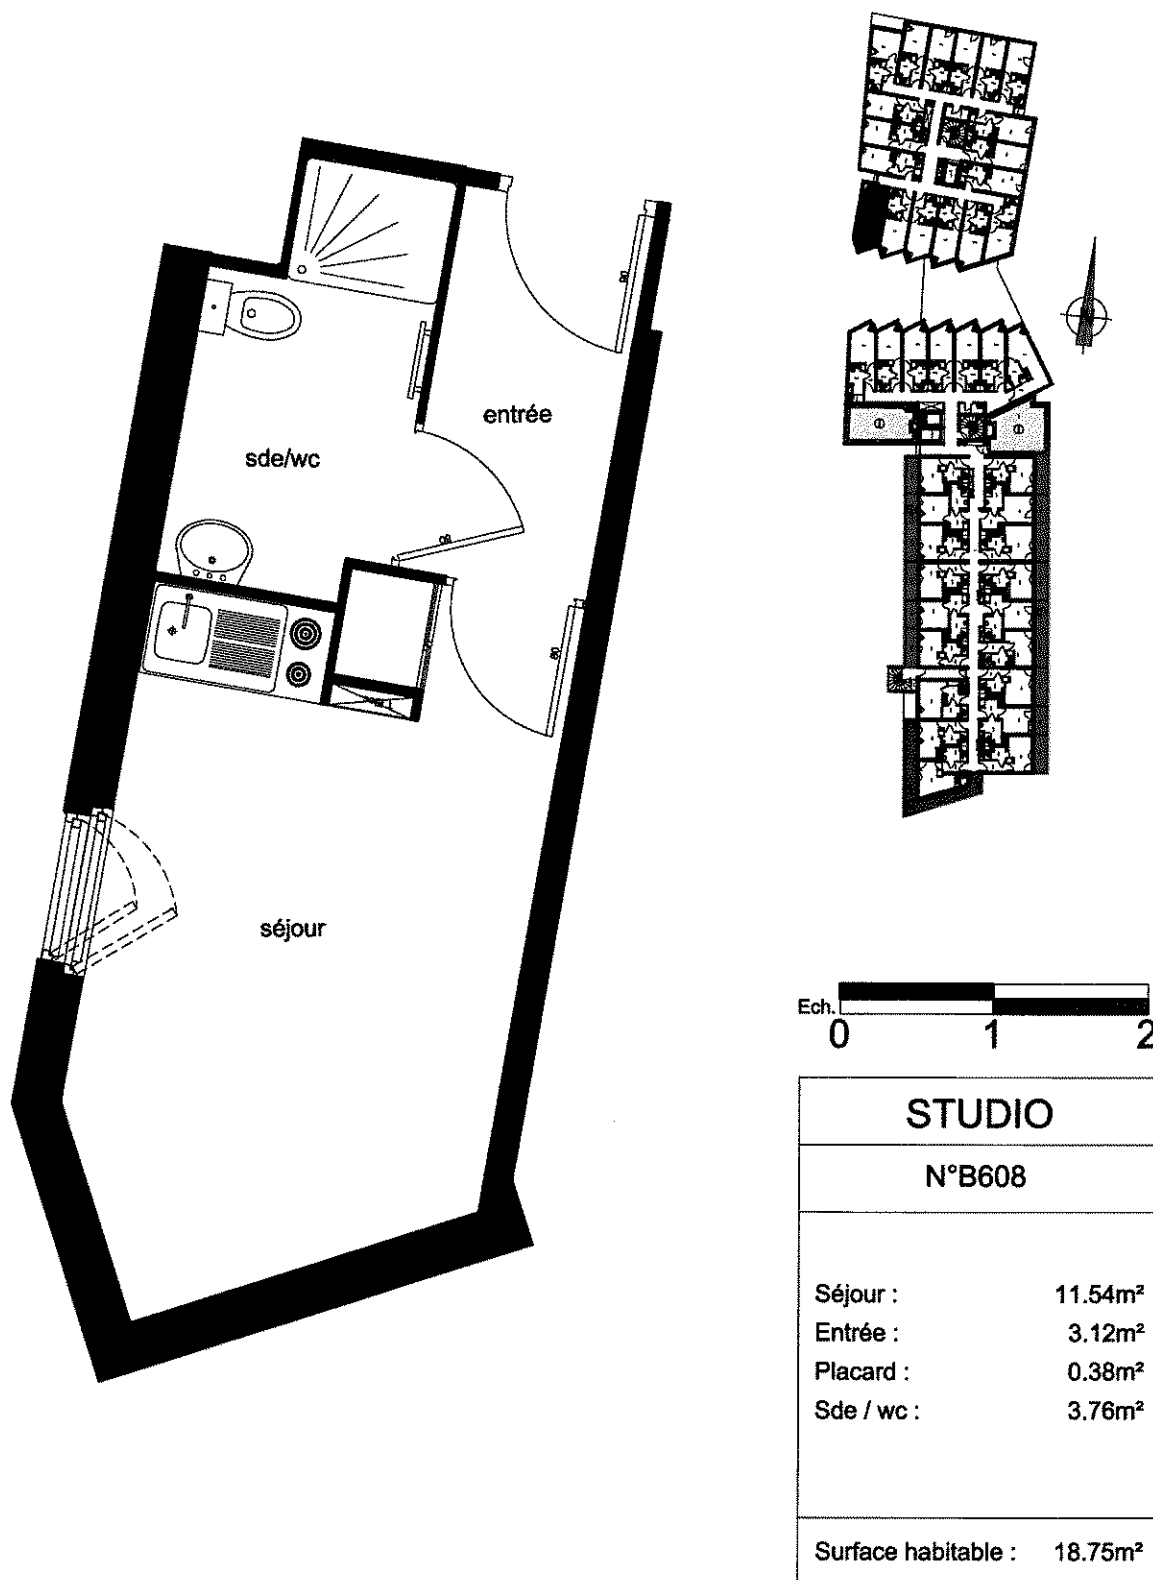 entrée
sde/wc
90
80
80
séjour
Ech.
0 1 2
STUDIO
N°B608
Séjour : 11.54m²
Entrée : 3.12m²
Placard : 0.38m²
Sde / wc : 3.76m²
Surface habitable : 18.75m²